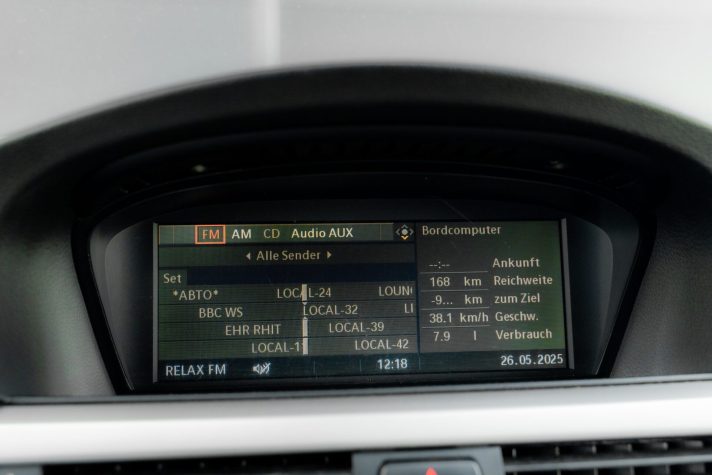 FM AM CD Audio AUX
Alle Sender
Set
*ABTO* LOCAL-24 LOUN
BBC WS LOCAL-32 LI
EHR RHIT LOCAL-39
LOCAL-1 LOCAL-42
RELAX FM 12:18
Bordcomputer
--:-- Ankunft
168 km Reichweite
-9... km zum Ziel
38.1 km/h Geschw.
7.9 l Verbrauch
26.05.2025